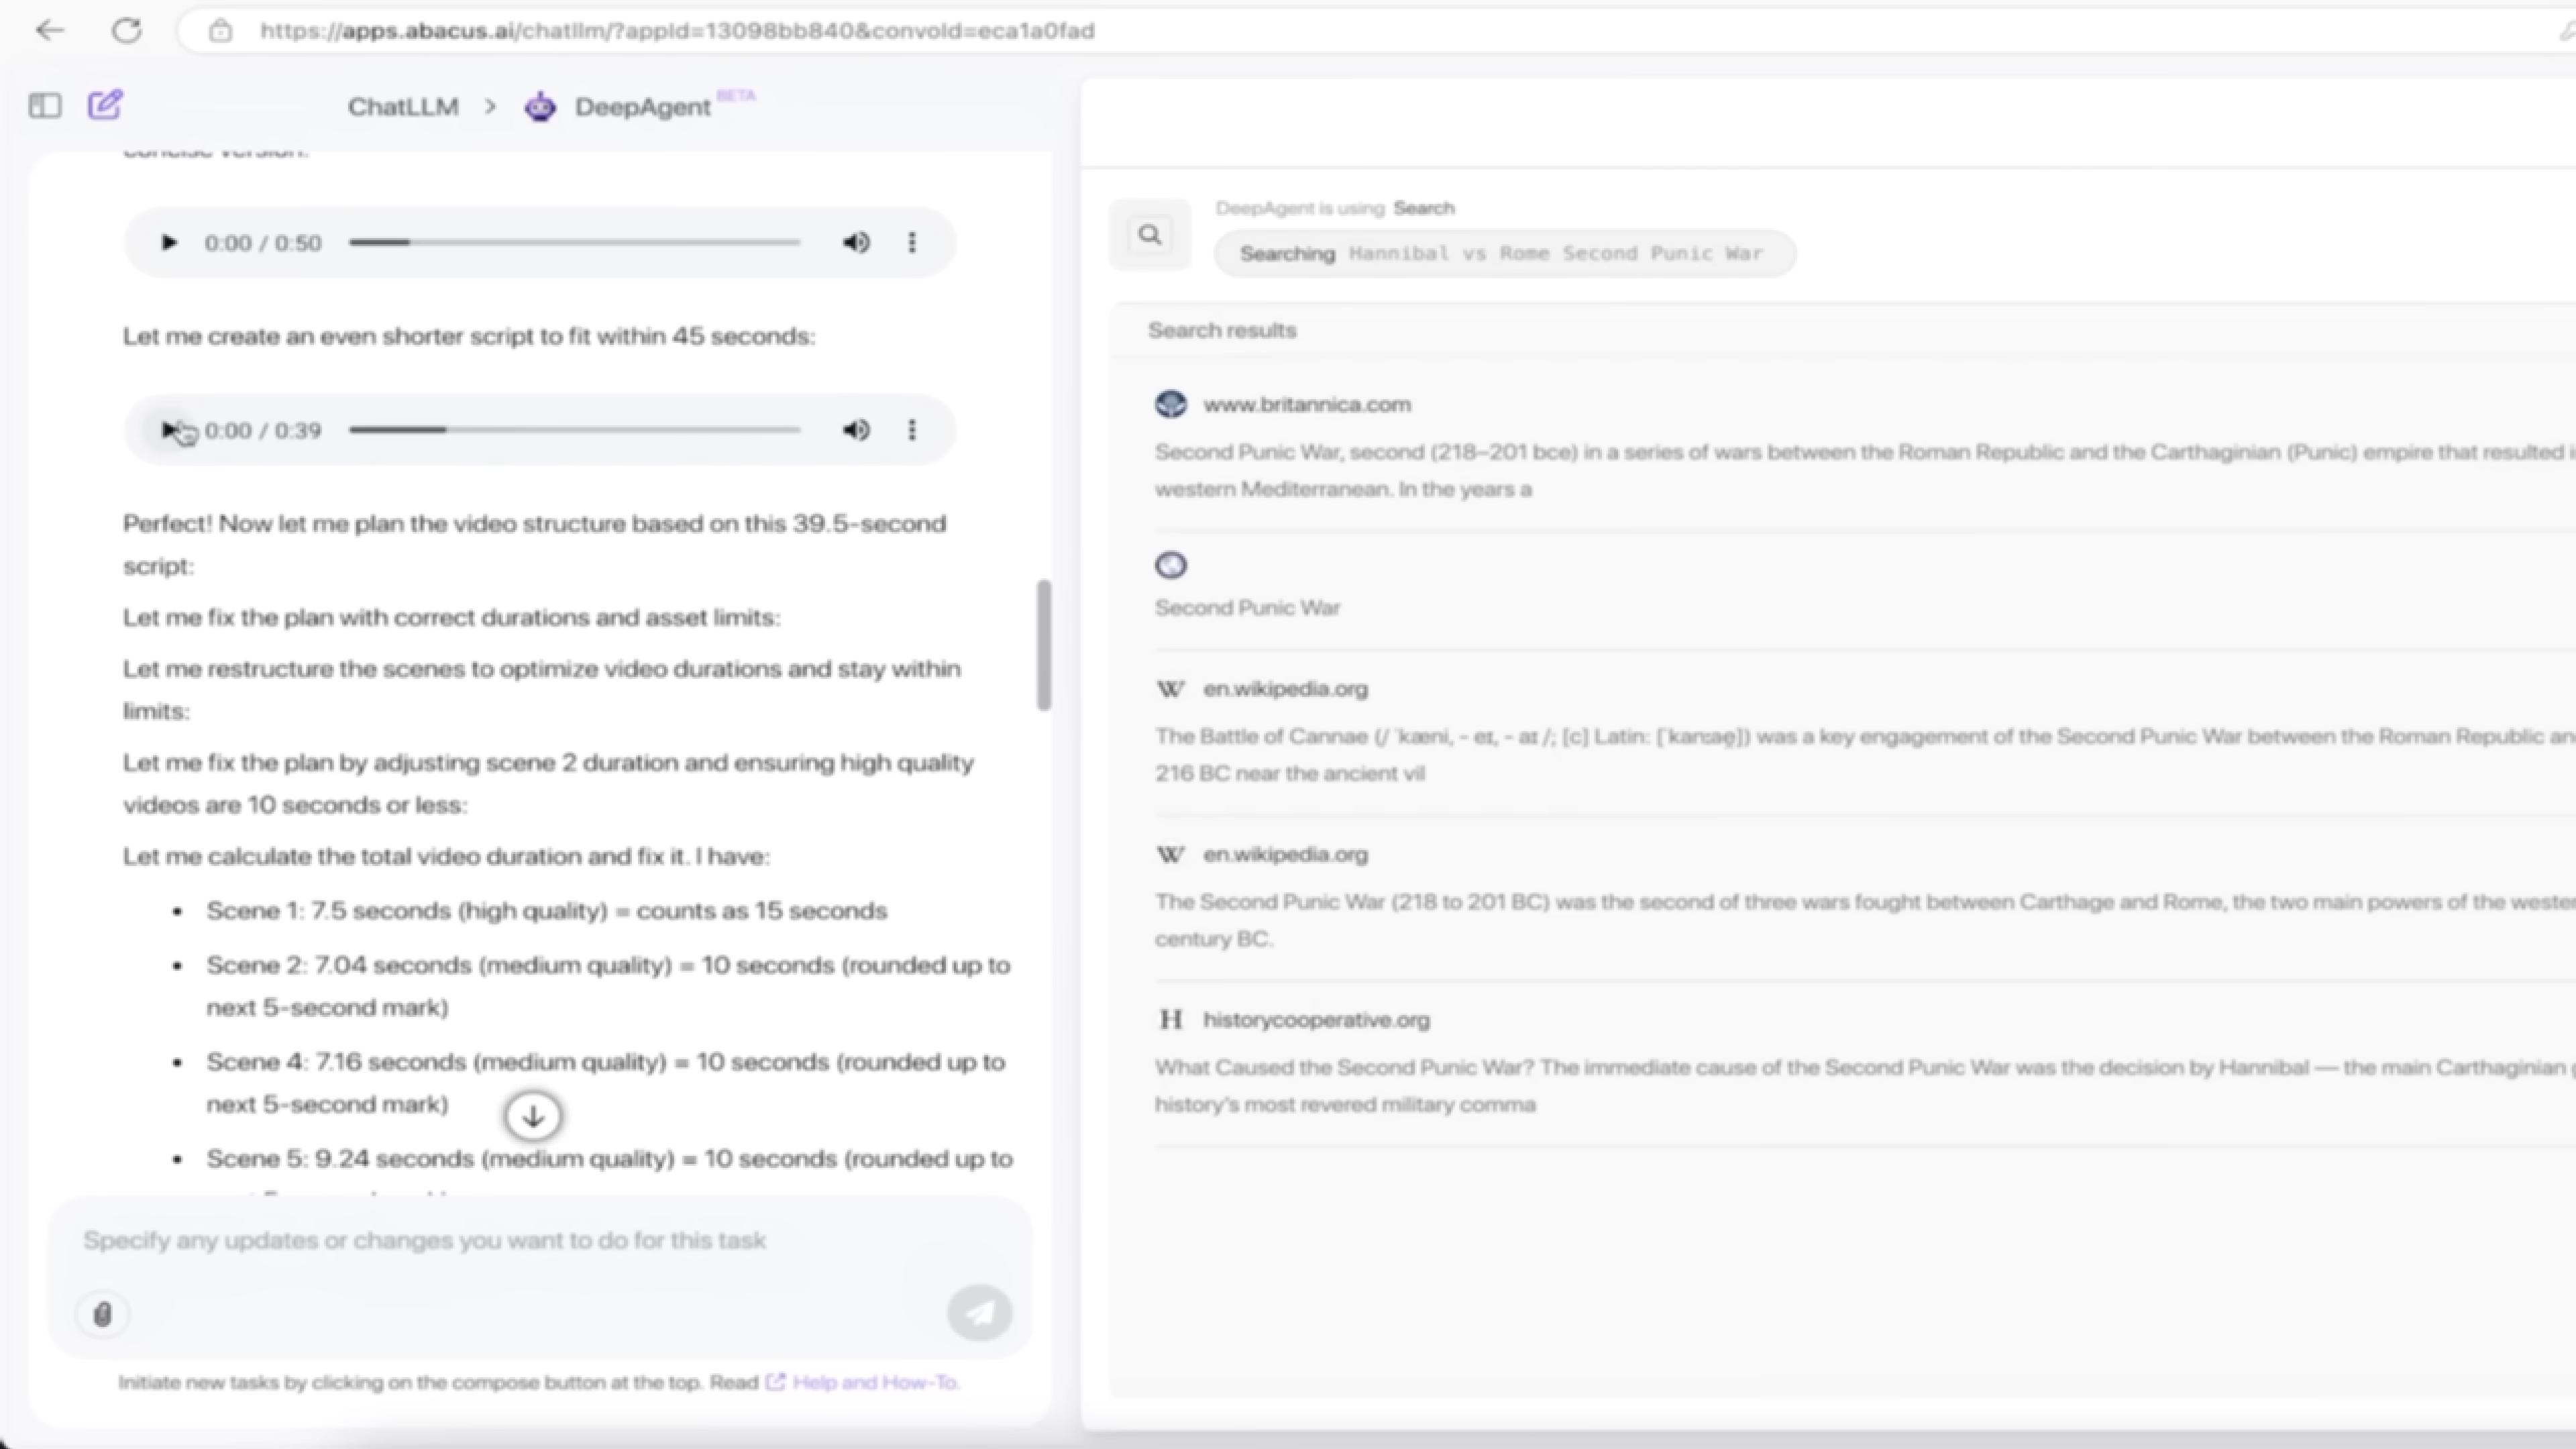 https://apps.abacus.ai/chatllm/?appId=13098bb840&convoId=eca1a0fad
ChatLLM > DeepAgent BETA
concise version:
0:00 / 0:50
Let me create an even shorter script to fit within 45 seconds:
0:00 / 0:39
Perfect! Now let me plan the video structure based on this 39.5-second
script:
Let me fix the plan with correct durations and asset limits:
Let me restructure the scenes to optimize video durations and stay within
limits:
Let me fix the plan by adjusting scene 2 duration and ensuring high quality
videos are 10 seconds or less:
Let me calculate the total video duration and fix it. I have:
• Scene 1: 7.5 seconds (high quality) = counts as 15 seconds
• Scene 2: 7.04 seconds (medium quality) = 10 seconds (rounded up to
next 5-second mark)
• Scene 4: 7.16 seconds (medium quality) = 10 seconds (rounded up to
next 5-second mark)
• Scene 5: 9.24 seconds (medium quality) = 10 seconds (rounded up to
Specify any updates or changes you want to do for this task
Initiate new tasks by clicking on the compose button at the top. Read Help and How-To.
DeepAgent is using Search
Searching Hannibal vs Rome Second Punic War
Search results
www.britannica.com
Second Punic War, second (218–201 bce) in a series of wars between the Roman Republic and the Carthaginian (Punic) empire that resulted
western Mediterranean. In the years a
Second Punic War
W en.wikipedia.org
The Battle of Cannae (/ ˈkæni, - eɪ, - aɪ /; [c] Latin: [ˈkanːae̯]) was a key engagement of the Second Punic War between the Roman Republic
216 BC near the ancient vil
W en.wikipedia.org
The Second Punic War (218 to 201 BC) was the second of three wars fought between Carthage and Rome, the two main powers of the
century BC.
H historycooperative.org
What Caused the Second Punic War? The immediate cause of the Second Punic War was the decision by Hannibal — the main Carthaginian
history's most revered military comma